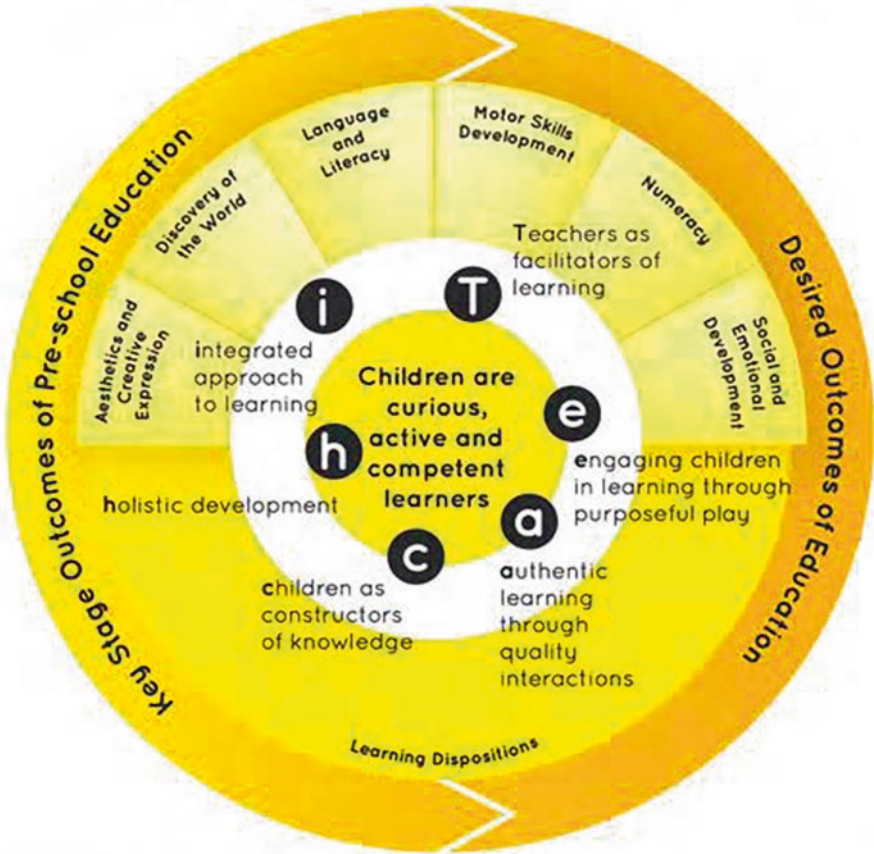 Key Stage Outcomes of Pre-school Education
Desired Outcomes of Education
Aesthetics and
Creative
Expression
Discovery of
the World
Language
and
Literacy
Motor Skills
Development
Numeracy
Social and
Emotional
Development
i
integrated
approach
to learning
T
Teachers as
facilitators of
learning
e
engaging children
in learning through
purposeful play
a
authentic
learning
through
quality
interactions
c
children as
constructors
of knowledge
h
holistic development
Children are
curious,
active and
competent
learners
Learning Dispositions